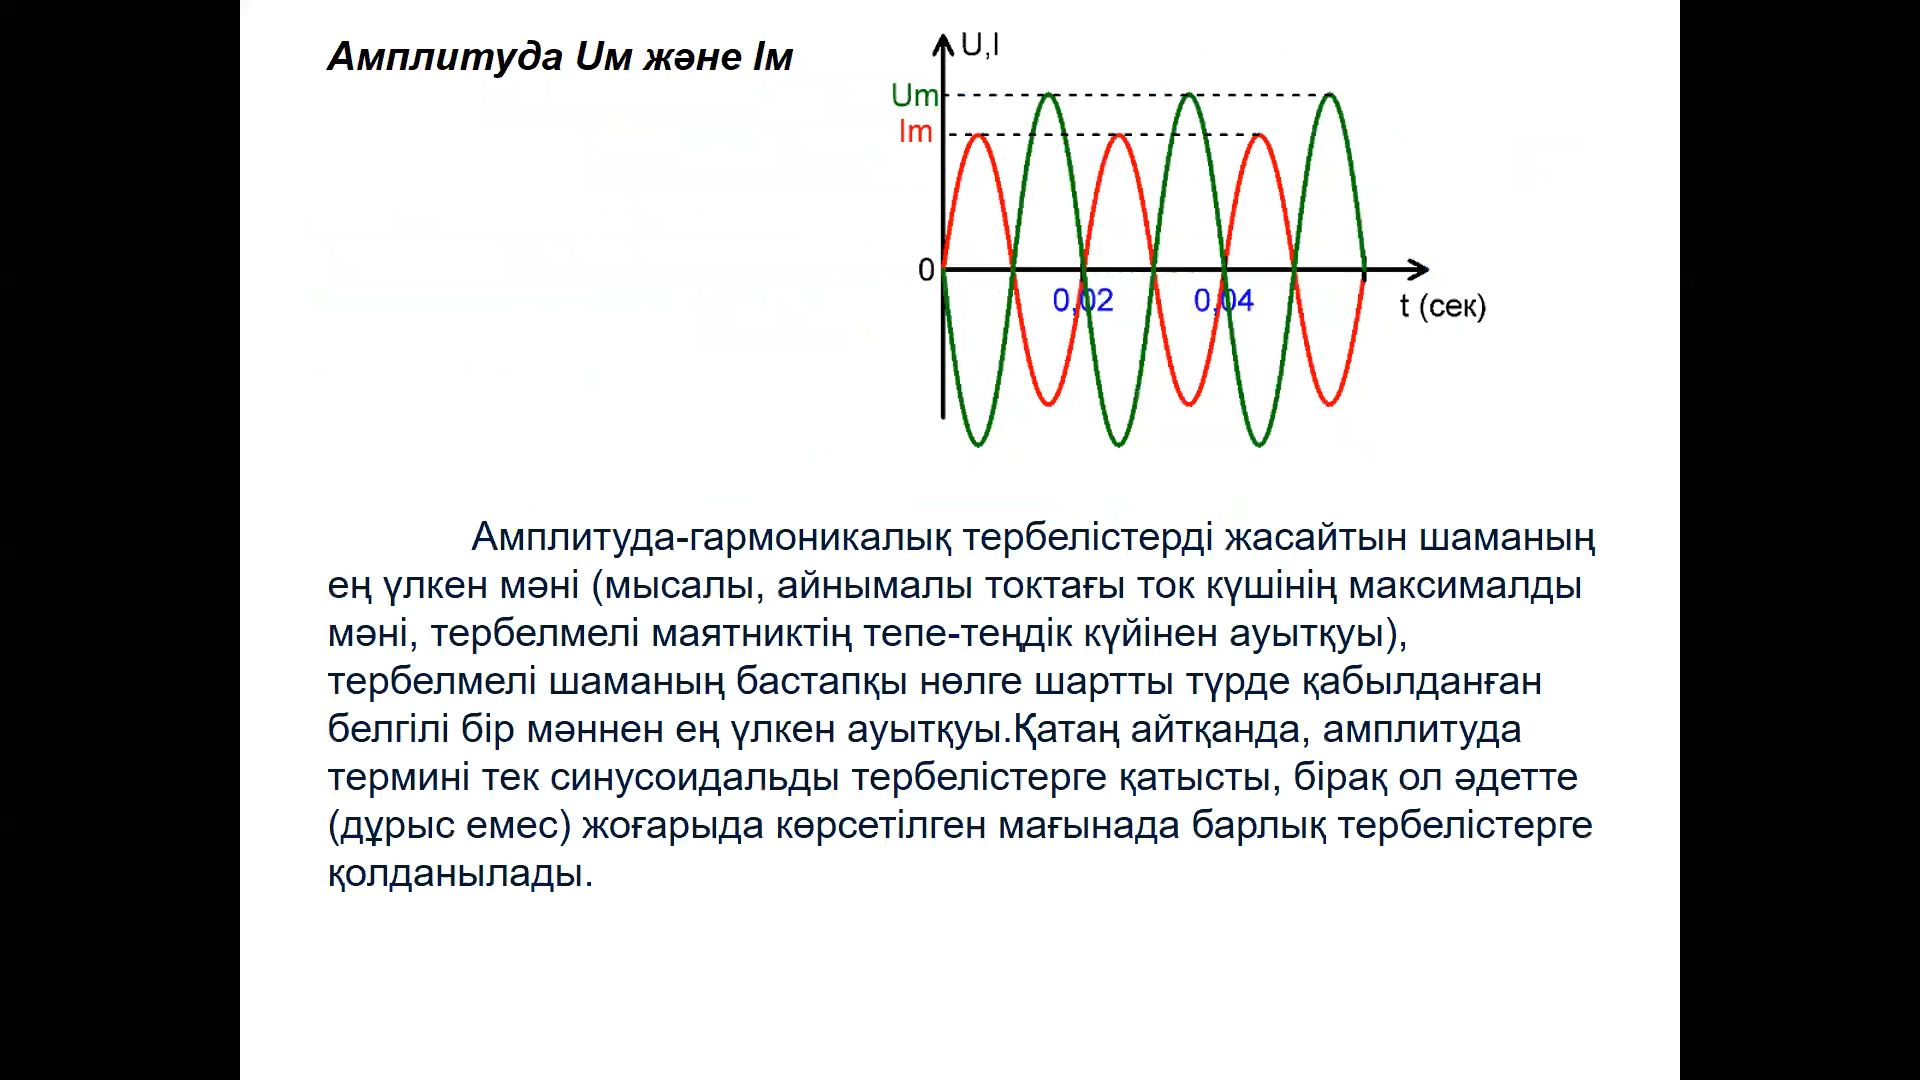 Амплитуда Uм және Iм
U,I
Um
Im
0
0,02
0,04
t (сек)
Амплитуда-гармоникалық тербелістерді жасайтын шаманың
ең үлкен мәні (мысалы, айнымалы токтағы ток күшінің максималды
мәні, тербелмелі маятниктің тепе-теңдік күйінен ауытқуы),
тербелмелі шаманың бастапқы нөлге шартты түрде қабылданған
белгілі бір мәннен ең үлкен ауытқуы.Қатаң айтқанда, амплитуда
термині тек синусоидальды тербелістерге қатысты, бірақ ол әдетте
(дұрыс емес) жоғарыда көрсетілген мағынада барлық тербелістерге
қолданылады.